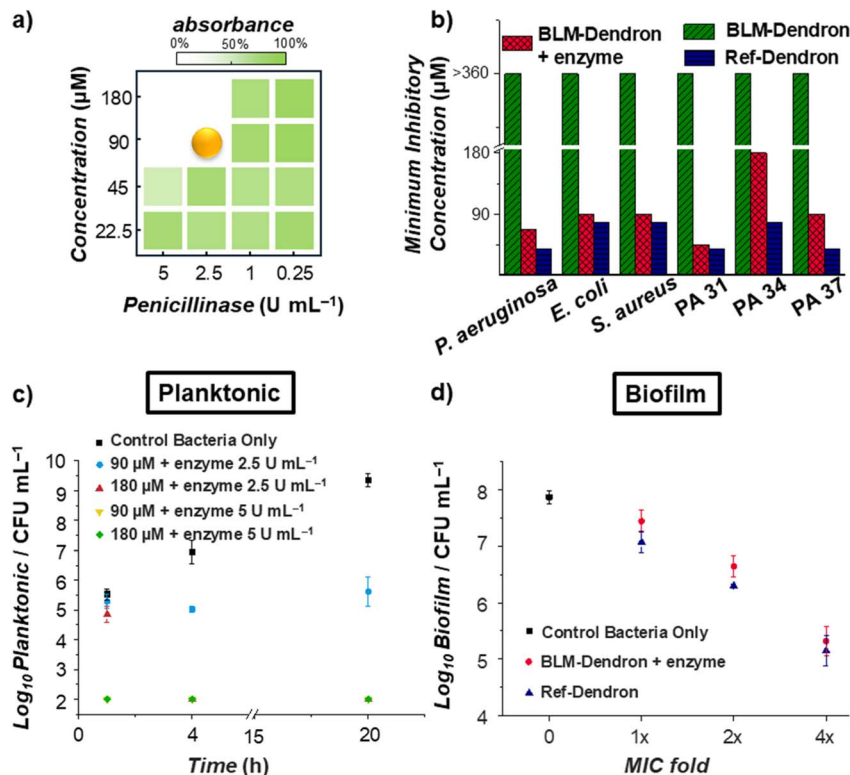 a)
absorbance
0% 50% 100%
Concentration (µM)
180
90
45
22.5
5 2.5 1 0.25
Penicillinase (U mL⁻¹)
b)
BLM-Dendron + enzyme
BLM-Dendron
Ref-Dendron
Minimum Inhibitory
Concentration (µM)
>360
180
90
P. aeruginosa
E. coli
S. aureus
PA 31
PA 34
PA 37
c)
Planktonic
Control Bacteria Only
90 µM + enzyme 2.5 U mL⁻¹
180 µM + enzyme 2.5 U mL⁻¹
90 µM + enzyme 5 U mL⁻¹
180 µM + enzyme 5 U mL⁻¹
Log₁₀ Planktonic / CFU mL⁻¹
10
9
8
7
6
5
4
3
2
0 4 15 20
Time (h)
d)
Biofilm
Log₁₀ Biofilm / CFU mL⁻¹
8
7
6
5
4
Control Bacteria Only
BLM-Dendron + enzyme
Ref-Dendron
0 1x 2x 4x
MIC fold